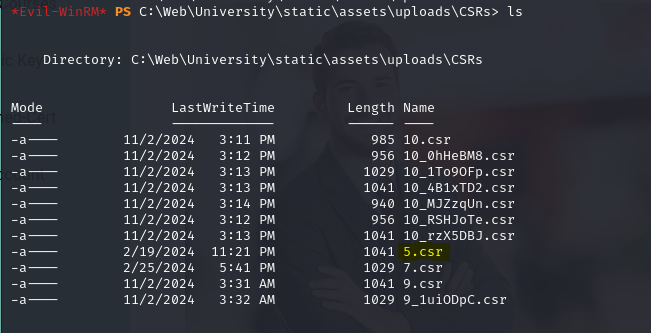 *Evil-WinRM* PS C:\Web\University\static\assets\uploads\CSRs> ls
Directory: C:\Web\University\static\assets\uploads\CSRs
Mode LastWriteTime Length Name
-a---- 11/2/2024 3:11 PM 985 10.csr
-a---- 11/2/2024 3:12 PM 956 10_0hHeBM8.csr
-a---- 11/2/2024 3:13 PM 1029 10_1To9OFp.csr
-a---- 11/2/2024 3:13 PM 1041 10_4B1xTD2.csr
-a---- 11/2/2024 3:14 PM 940 10_MJZzqUn.csr
-a---- 11/2/2024 3:12 PM 956 10_RSHJoTe.csr
-a---- 11/2/2024 3:13 PM 1041 10_rzX5DBJ.csr
-a---- 2/19/2024 11:21 PM 1041 5.csr
-a---- 2/25/2024 5:41 PM 1029 7.csr
-a---- 11/2/2024 3:31 AM 1041 9.csr
-a---- 11/2/2024 3:32 AM 1029 9_1uiODpC.csr